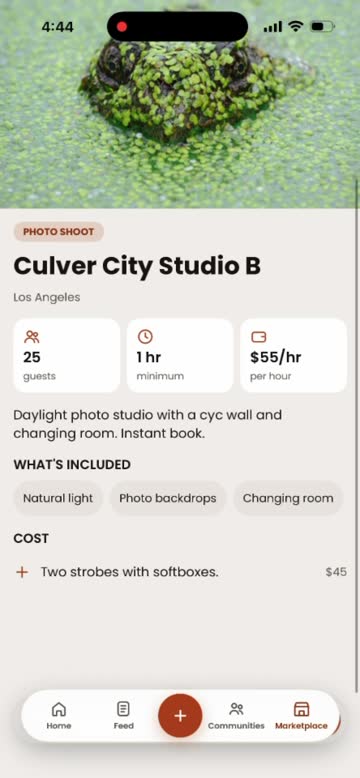 4:44
PHOTO SHOOT
Culver City Studio B
Los Angeles
25
guests
1 hr
minimum
$55/hr
per hour
Daylight photo studio with a cyc wall and
changing room. Instant book.
WHAT'S INCLUDED
Natural light
Photo backdrops
Changing room
COST
+ Two strobes with softboxes. $45
Home
Feed
+
Communities
Marketplace